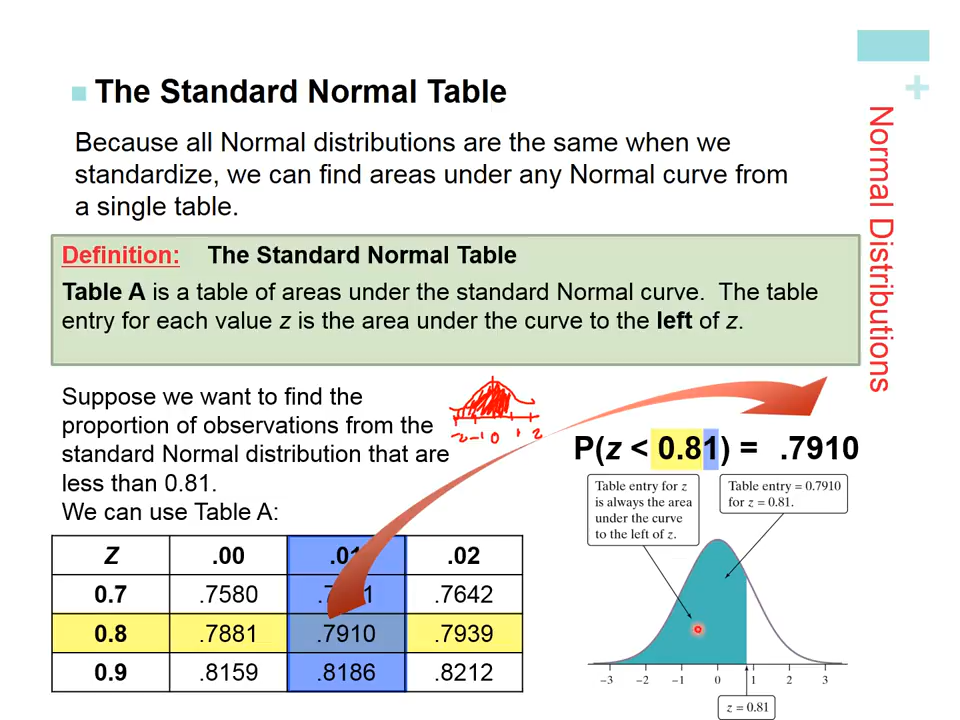 The Standard Normal Table
Because all Normal distributions are the same when we
standardize, we can find areas under any Normal curve from
a single table.
Definition: The Standard Normal Table
Table A is a table of areas under the standard Normal curve. The table
entry for each value z is the area under the curve to the left of z.
Normal Distributions
+
Suppose we want to find the
proportion of observations from the
standard Normal distribution that are
less than 0.81.
We can use Table A:
-2 -1 0 1 2
P(z < 0.81) = .7910
Z .00 .02
0.7 .7580 .7642
0.8 .7881 .7910 .7939
0.9 .8159 .8186 .8212
Table entry for z
is always the area
under the curve
to the left of z.
Table entry = 0.7910
for z = 0.81.
−3 −2 −1 0 1 2 3
z = 0.81